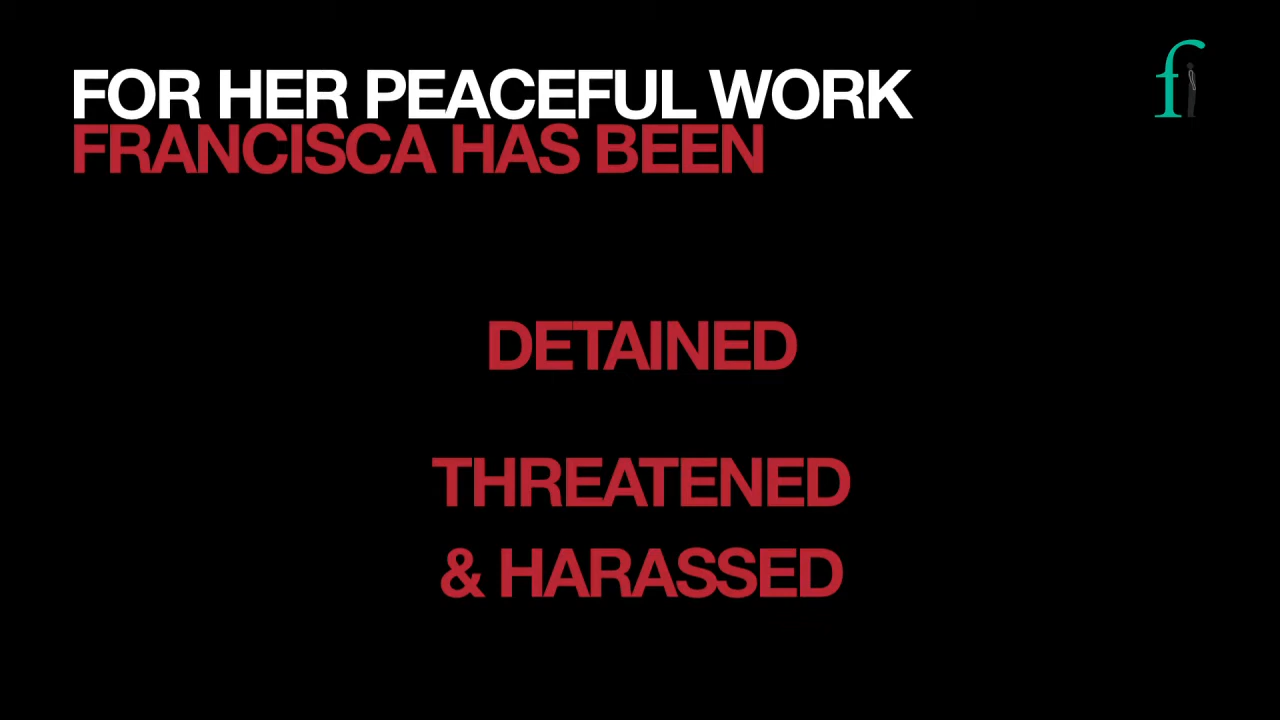 FOR HER PEACEFUL WORK
FRANCISCA HAS BEEN
DETAINED
THREATENED
& HARASSED